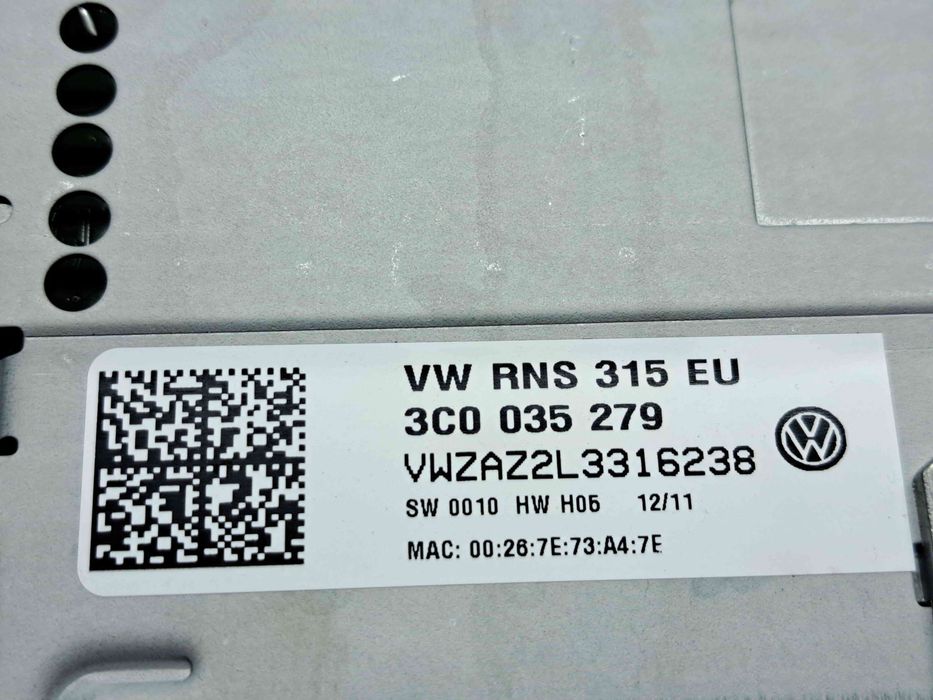 VW RNS 315 EU
3C0 035 279
VWZAZ2L3316238
SW 0010 HW H05 12/11
MAC: 00:26:7E:73:A4:7E